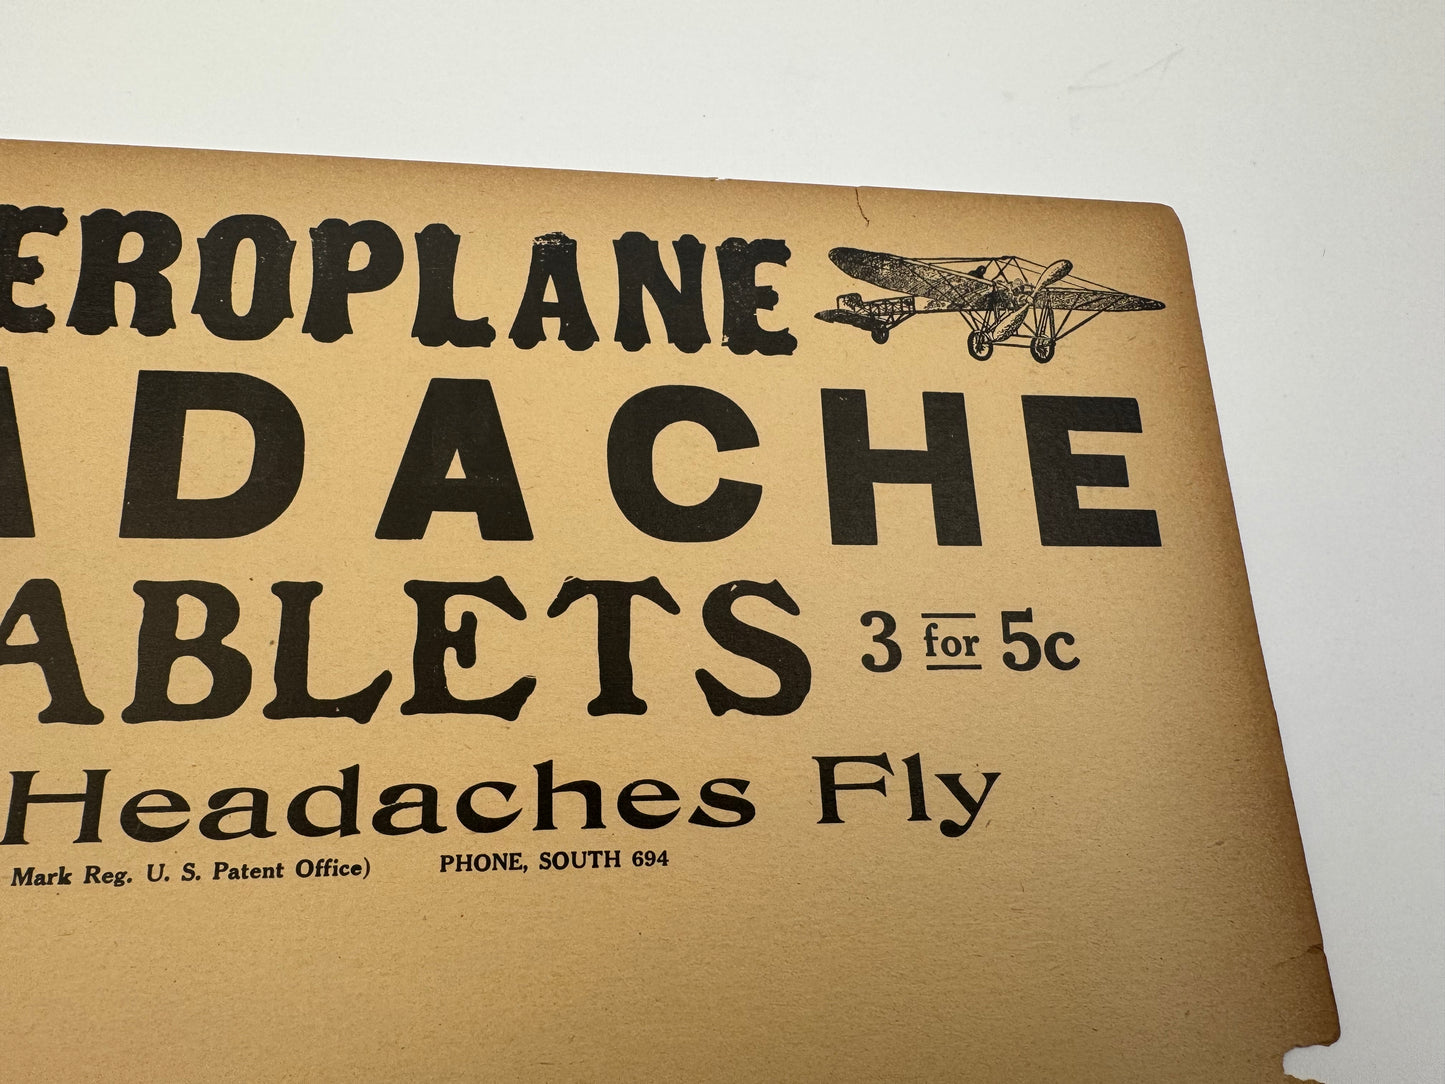 EROPLANE
ADACHE
ABLETS 3 for 5c
Headaches Fly
Mark Reg. U. S. Patent Office) PHONE, SOUTH 694